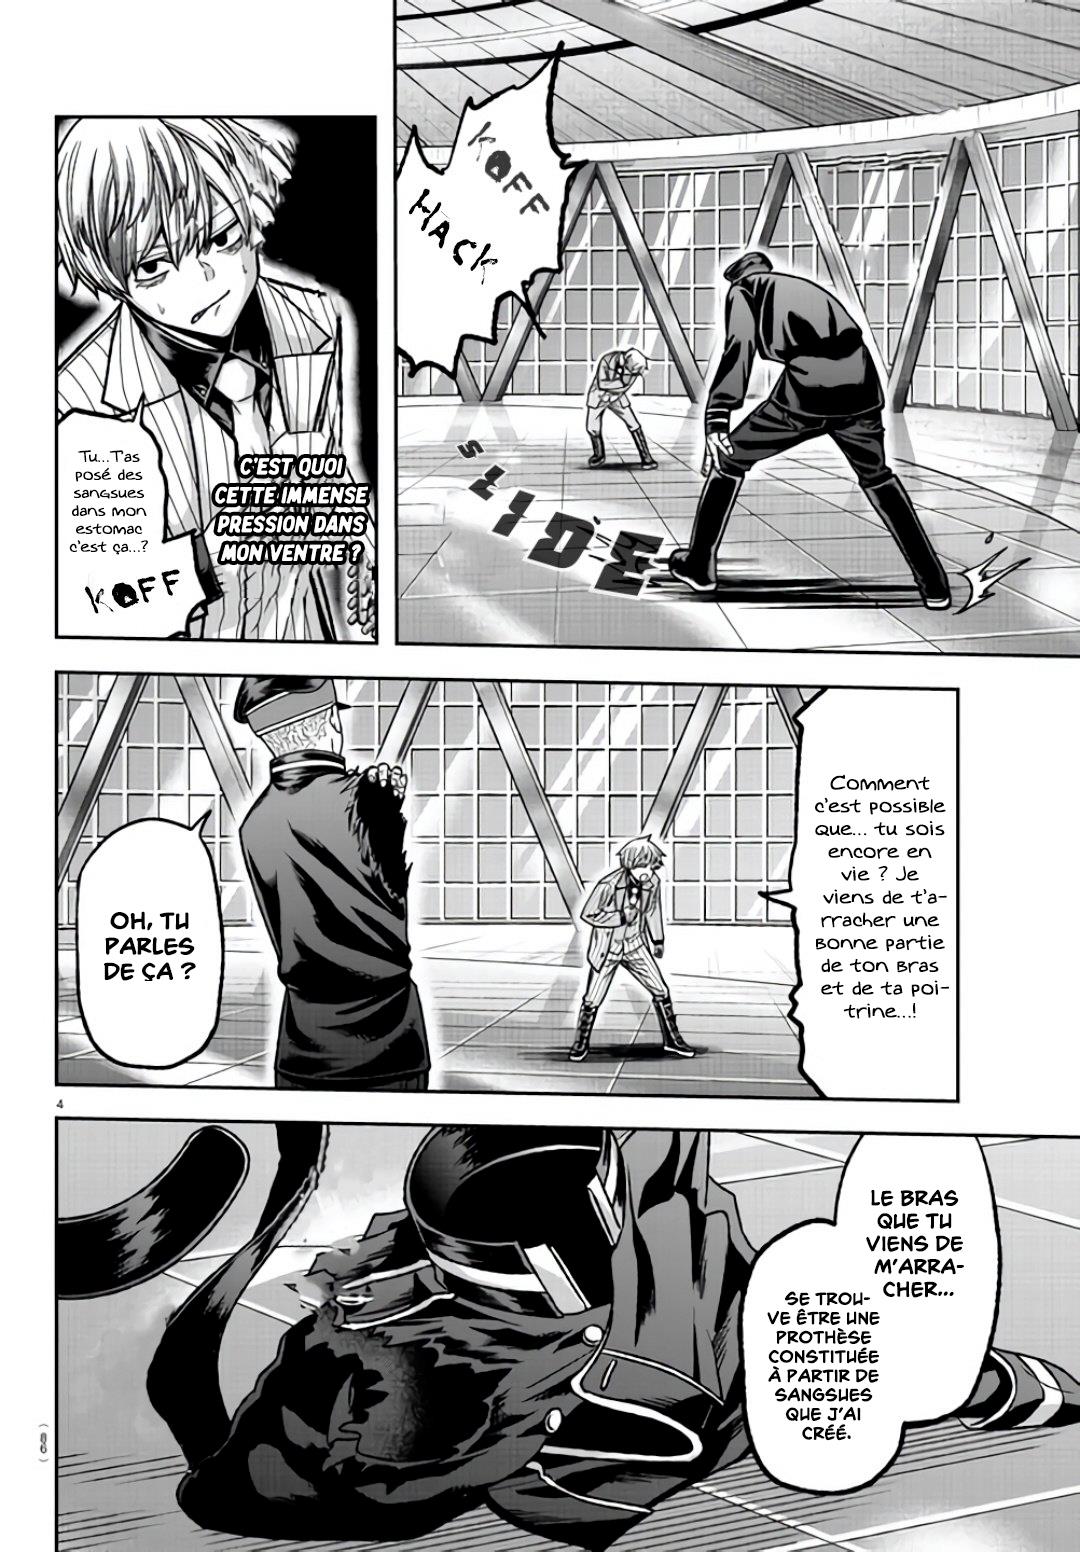 KOFF
HACK
SLIDE
C'EST QUOI
CETTE IMMENSE
PRESSION DANS
MON VENTRE ?
Tu...T'as
posé des
sangsues
dans mon
estomac
c'est ça...?
KOFF
Comment
c'est possible
que... tu sois
encore en
vie ? Je
viens de t'a-
rracher une
bonne partie
de ton bras
et de ta poi-
trine...!
OH, TU
PARLES
DE ÇA ?
4
LE BRAS
QUE TU
VIENS DE
M'ARRA-
CHER...
SE TROU-
VE ÊTRE UNE
PROTHÈSE
CONSTITUÉE
À PARTIR DE
SANGSUES
QUE J'AI
CRÉÉ.